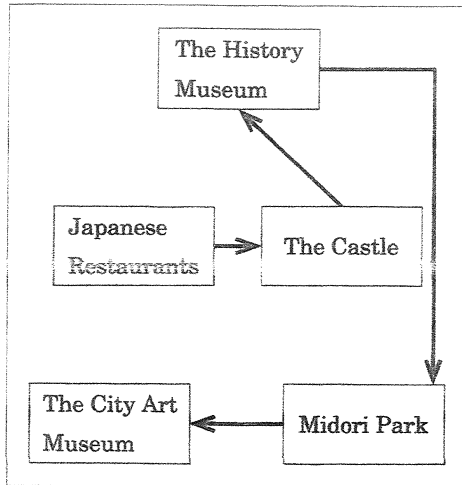 The History
Museum
Japanese
Restaurants
The Castle
The City Art
Museum
Midori Park